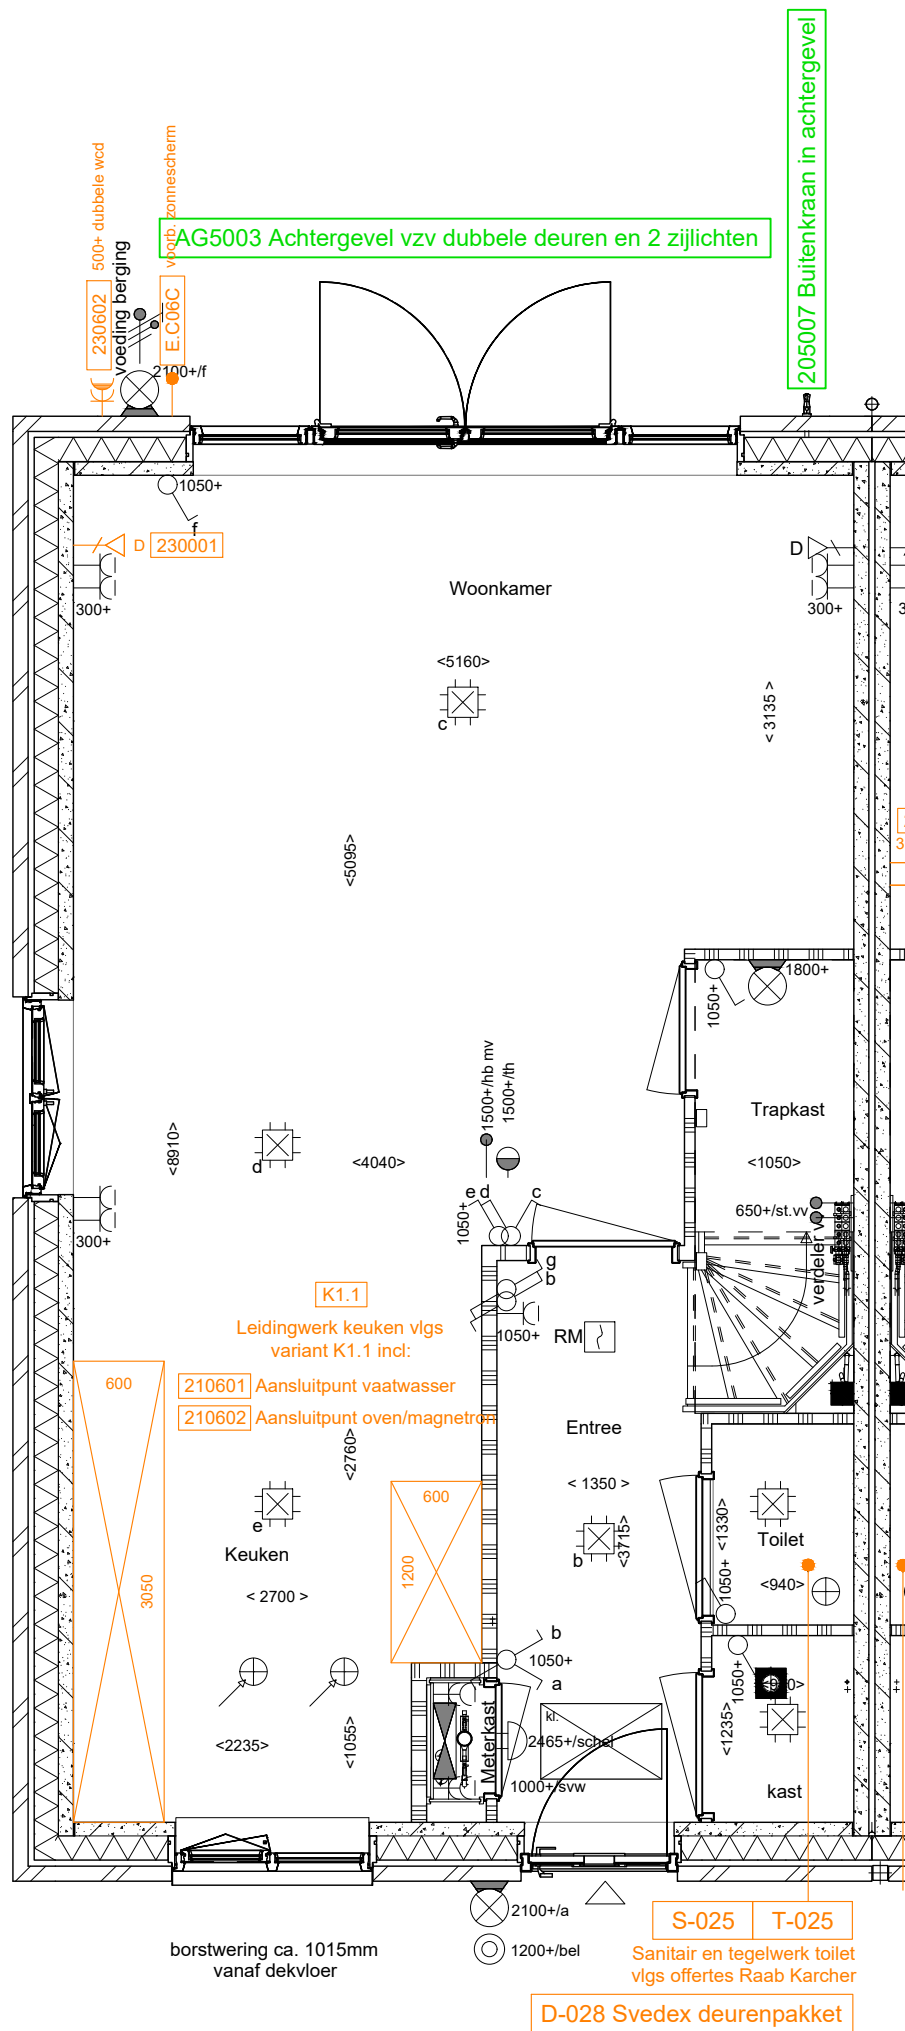 205007 Buitenkraan in achtergevel
500+ dubbele wcd
230602
voeding berging
voorb. zonnescherm
E.C06C
AG5003 Achtergevel vzv dubbele deuren en 2 zijlichten
2100+/f
1050+
f
D 230001
300+
D
300+
Woonkamer
<5160>
c
< 3135 >
<5095>
1800+
1050+
1500+/hb mv
1500+/th
Trapkast
<8910>
d
<4040>
<1050>
e d
c
1050+
650+/st.vv
300+
g
b
verdeler v
K1.1
1050+
RM
Leidingwerk keuken vlgs
variant K1.1 incl:
600
210601 Aansluitpunt vaatwasser
210602 Aansluitpunt oven/magnetron
Entree
<2760>
600
< 1350 >
e
b
<3715>
<1330>
Toilet
Keuken
1200
3050
< 2700 >
<940>
1050+
b
1050+
a
1050+
kl.
<1235>
<2235>
<1055>
Meterkast
2465+/schel
1000+/svw
kast
2100+/a
1200+/bel
S-025
T-025
borstwering ca. 1015mm
vanaf dekvloer
Sanitair en tegelwerk toilet
vlgs offertes Raab Karcher
D-028 Svedex deurenpakket